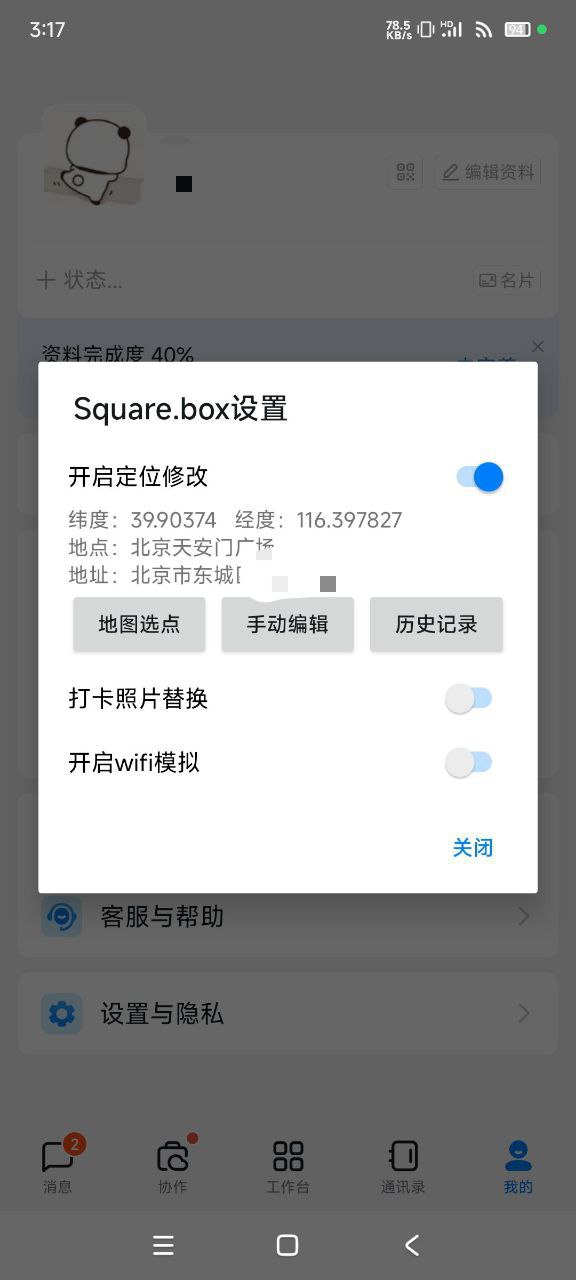 3:17
78.5
KB/s
HD
94
编辑资料
状态...
名片
资料完成度 40%
Square.box设置
开启定位修改
纬度：39.90374 经度：116.397827
地点：北京天安门广场
地址：北京市东城
地图选点
手动编辑
历史记录
打卡照片替换
开启wifi模拟
关闭
客服与帮助
设置与隐私
2
消息
协作
工作台
通讯录
我的